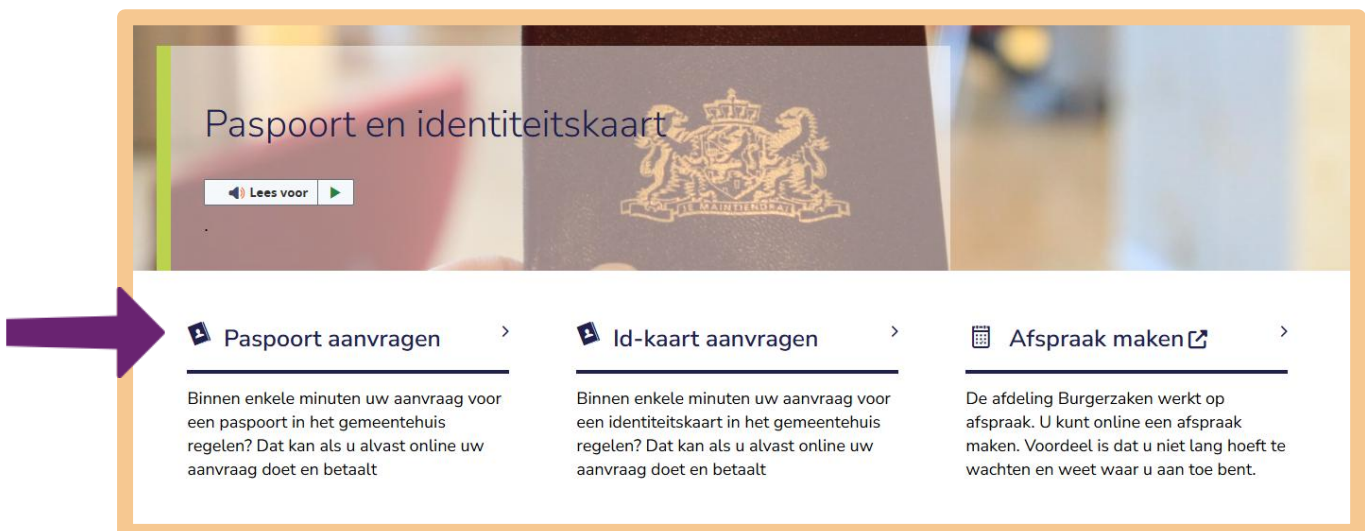 Paspoort en identiteitskaart
JE MAINTIENDRAI
Lees voor
.
Paspoort aanvragen
Binnen enkele minuten uw aanvraag voor
een paspoort in het gemeentehuis
regelen? Dat kan als u alvast online uw
aanvraag doet en betaalt
Id-kaart aanvragen
Binnen enkele minuten uw aanvraag voor
een identiteitskaart in het gemeentehuis
regelen? Dat kan als u alvast online uw
aanvraag doet en betaalt
Afspraak maken
De afdeling Burgerzaken werkt op
afspraak. U kunt online een afspraak
maken. Voordeel is dat u niet lang hoeft te
wachten en weet waar u aan toe bent.